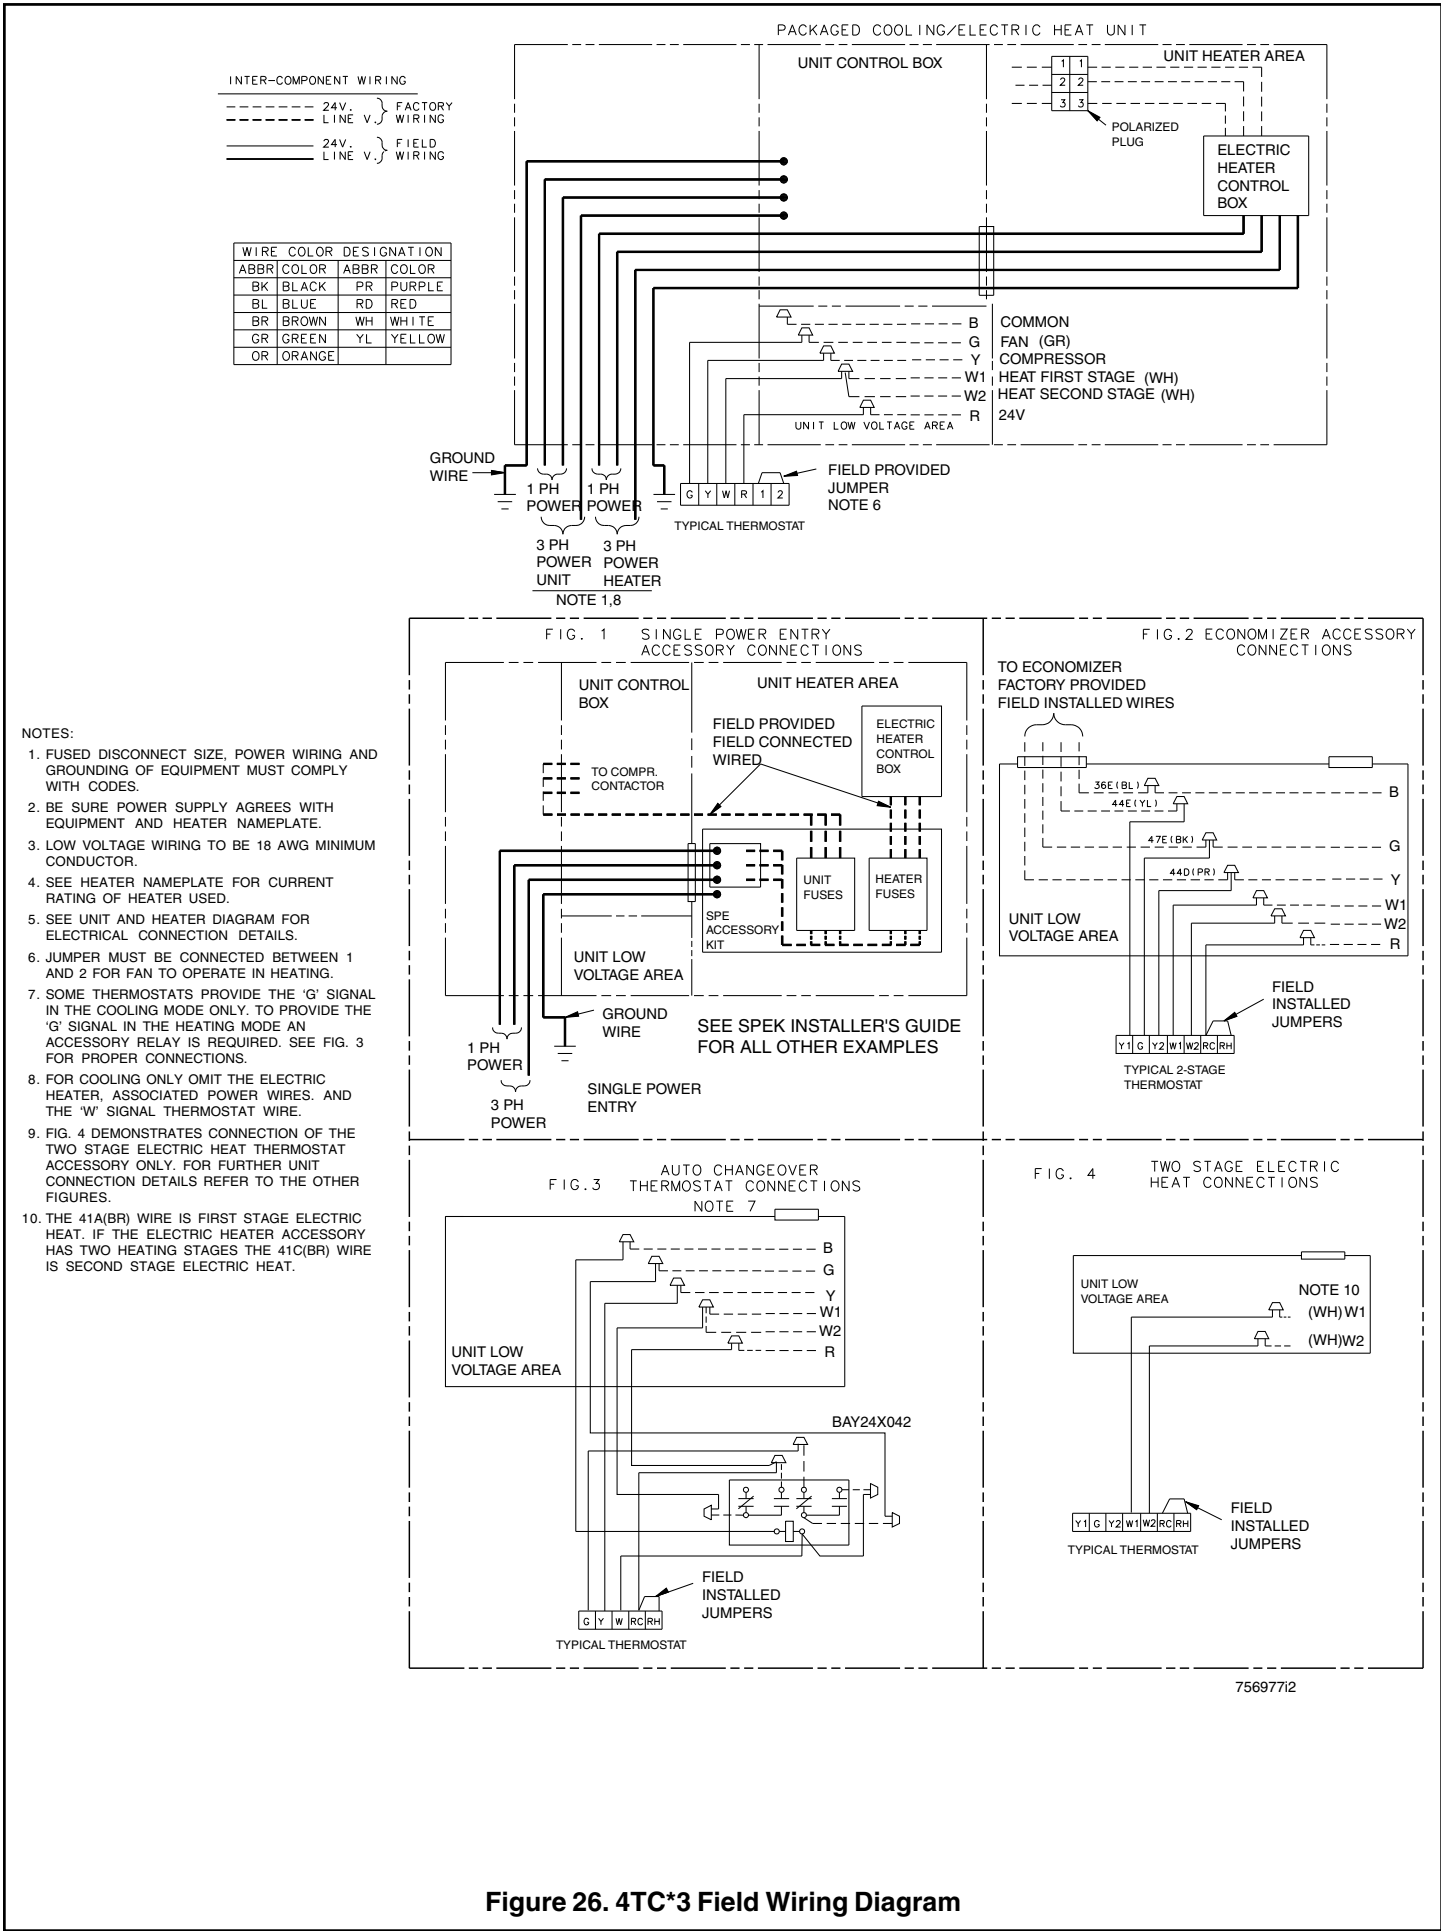 PACKAGED COOLING/ELECTRIC HEAT UNIT
INTER-COMPONENT WIRING
24V. FACTORY
LINE V. WIRING
24V. FIELD
LINE V. WIRING
UNIT CONTROL BOX
UNIT HEATER AREA
1 1
2 2
3 3
POLARIZED
PLUG
ELECTRIC
HEATER
CONTROL
BOX
WIRE COLOR DESIGNATION
ABBR COLOR ABBR COLOR
BK BLACK PR PURPLE
BL BLUE RD RED
BR BROWN WH WHITE
GR GREEN YL YELLOW
OR ORANGE
B COMMON
G FAN (GR)
Y COMPRESSOR
W1 HEAT FIRST STAGE (WH)
W2 HEAT SECOND STAGE (WH)
R 24V
UNIT LOW VOLTAGE AREA
GROUND
WIRE
1 PH
POWER
1 PH
POWER
3 PH
POWER
UNIT
3 PH
POWER
HEATER
NOTE 1,8
G Y W R 1 2
TYPICAL THERMOSTAT
FIELD PROVIDED
JUMPER
NOTE 6
NOTES:
1. FUSED DISCONNECT SIZE, POWER WIRING AND
GROUNDING OF EQUIPMENT MUST COMPLY
WITH CODES.
2. BE SURE POWER SUPPLY AGREES WITH
EQUIPMENT AND HEATER NAMEPLATE.
3. LOW VOLTAGE WIRING TO BE 18 AWG MINIMUM
CONDUCTOR.
4. SEE HEATER NAMEPLATE FOR CURRENT
RATING OF HEATER USED.
5. SEE UNIT AND HEATER DIAGRAM FOR
ELECTRICAL CONNECTION DETAILS.
6. JUMPER MUST BE CONNECTED BETWEEN 1
AND 2 FOR FAN TO OPERATE IN HEATING.
7. SOME THERMOSTATS PROVIDE THE ‘G’ SIGNAL
IN THE COOLING MODE ONLY. TO PROVIDE THE
‘G’ SIGNAL IN THE HEATING MODE AN
ACCESSORY RELAY IS REQUIRED. SEE FIG. 3
FOR PROPER CONNECTIONS.
8. FOR COOLING ONLY OMIT THE ELECTRIC
HEATER, ASSOCIATED POWER WIRES. AND
THE ‘W’ SIGNAL THERMOSTAT WIRE.
9. FIG. 4 DEMONSTRATES CONNECTION OF THE
TWO STAGE ELECTRIC HEAT THERMOSTAT
ACCESSORY ONLY. FOR FURTHER UNIT
CONNECTION DETAILS REFER TO THE OTHER
FIGURES.
10. THE 41A(BR) WIRE IS FIRST STAGE ELECTRIC
HEAT. IF THE ELECTRIC HEATER ACCESSORY
HAS TWO HEATING STAGES THE 41C(BR) WIRE
IS SECOND STAGE ELECTRIC HEAT.
FIG. 1 SINGLE POWER ENTRY
ACCESSORY CONNECTIONS
UNIT CONTROL
BOX
UNIT HEATER AREA
FIELD PROVIDED
FIELD CONNECTED
WIRED
ELECTRIC
HEATER
CONTROL
BOX
TO COMPR.
CONTACTOR
UNIT
FUSES
HEATER
FUSES
SPE
ACCESSORY
KIT
UNIT LOW
VOLTAGE AREA
GROUND
WIRE
SEE SPEK INSTALLER'S GUIDE
FOR ALL OTHER EXAMPLES
1 PH
POWER
3 PH
POWER
SINGLE POWER
ENTRY
FIG.2 ECONOMIZER ACCESSORY
CONNECTIONS
TO ECONOMIZER
FACTORY PROVIDED
FIELD INSTALLED WIRES
36E(BL) B
44E(YL)
47E(BK) G
44D(PR) Y
W1
W2
R
UNIT LOW
VOLTAGE AREA
FIELD
INSTALLED
JUMPERS
Y1 G Y2 W1 W2 RC RH
TYPICAL 2-STAGE
THERMOSTAT
FIG.3 AUTO CHANGEOVER
THERMOSTAT CONNECTIONS
NOTE 7
B
G
Y
W1
W2
R
UNIT LOW
VOLTAGE AREA
BAY24X042
FIELD
INSTALLED
JUMPERS
G Y W RC RH
TYPICAL THERMOSTAT
FIG. 4 TWO STAGE ELECTRIC
HEAT CONNECTIONS
UNIT LOW
VOLTAGE AREA
NOTE 10
(WH) W1
(WH)W2
FIELD
INSTALLED
JUMPERS
Y1 G Y2 W1 W2 RC RH
TYPICAL THERMOSTAT
756977i2
Figure 26. 4TC*3 Field Wiring Diagram